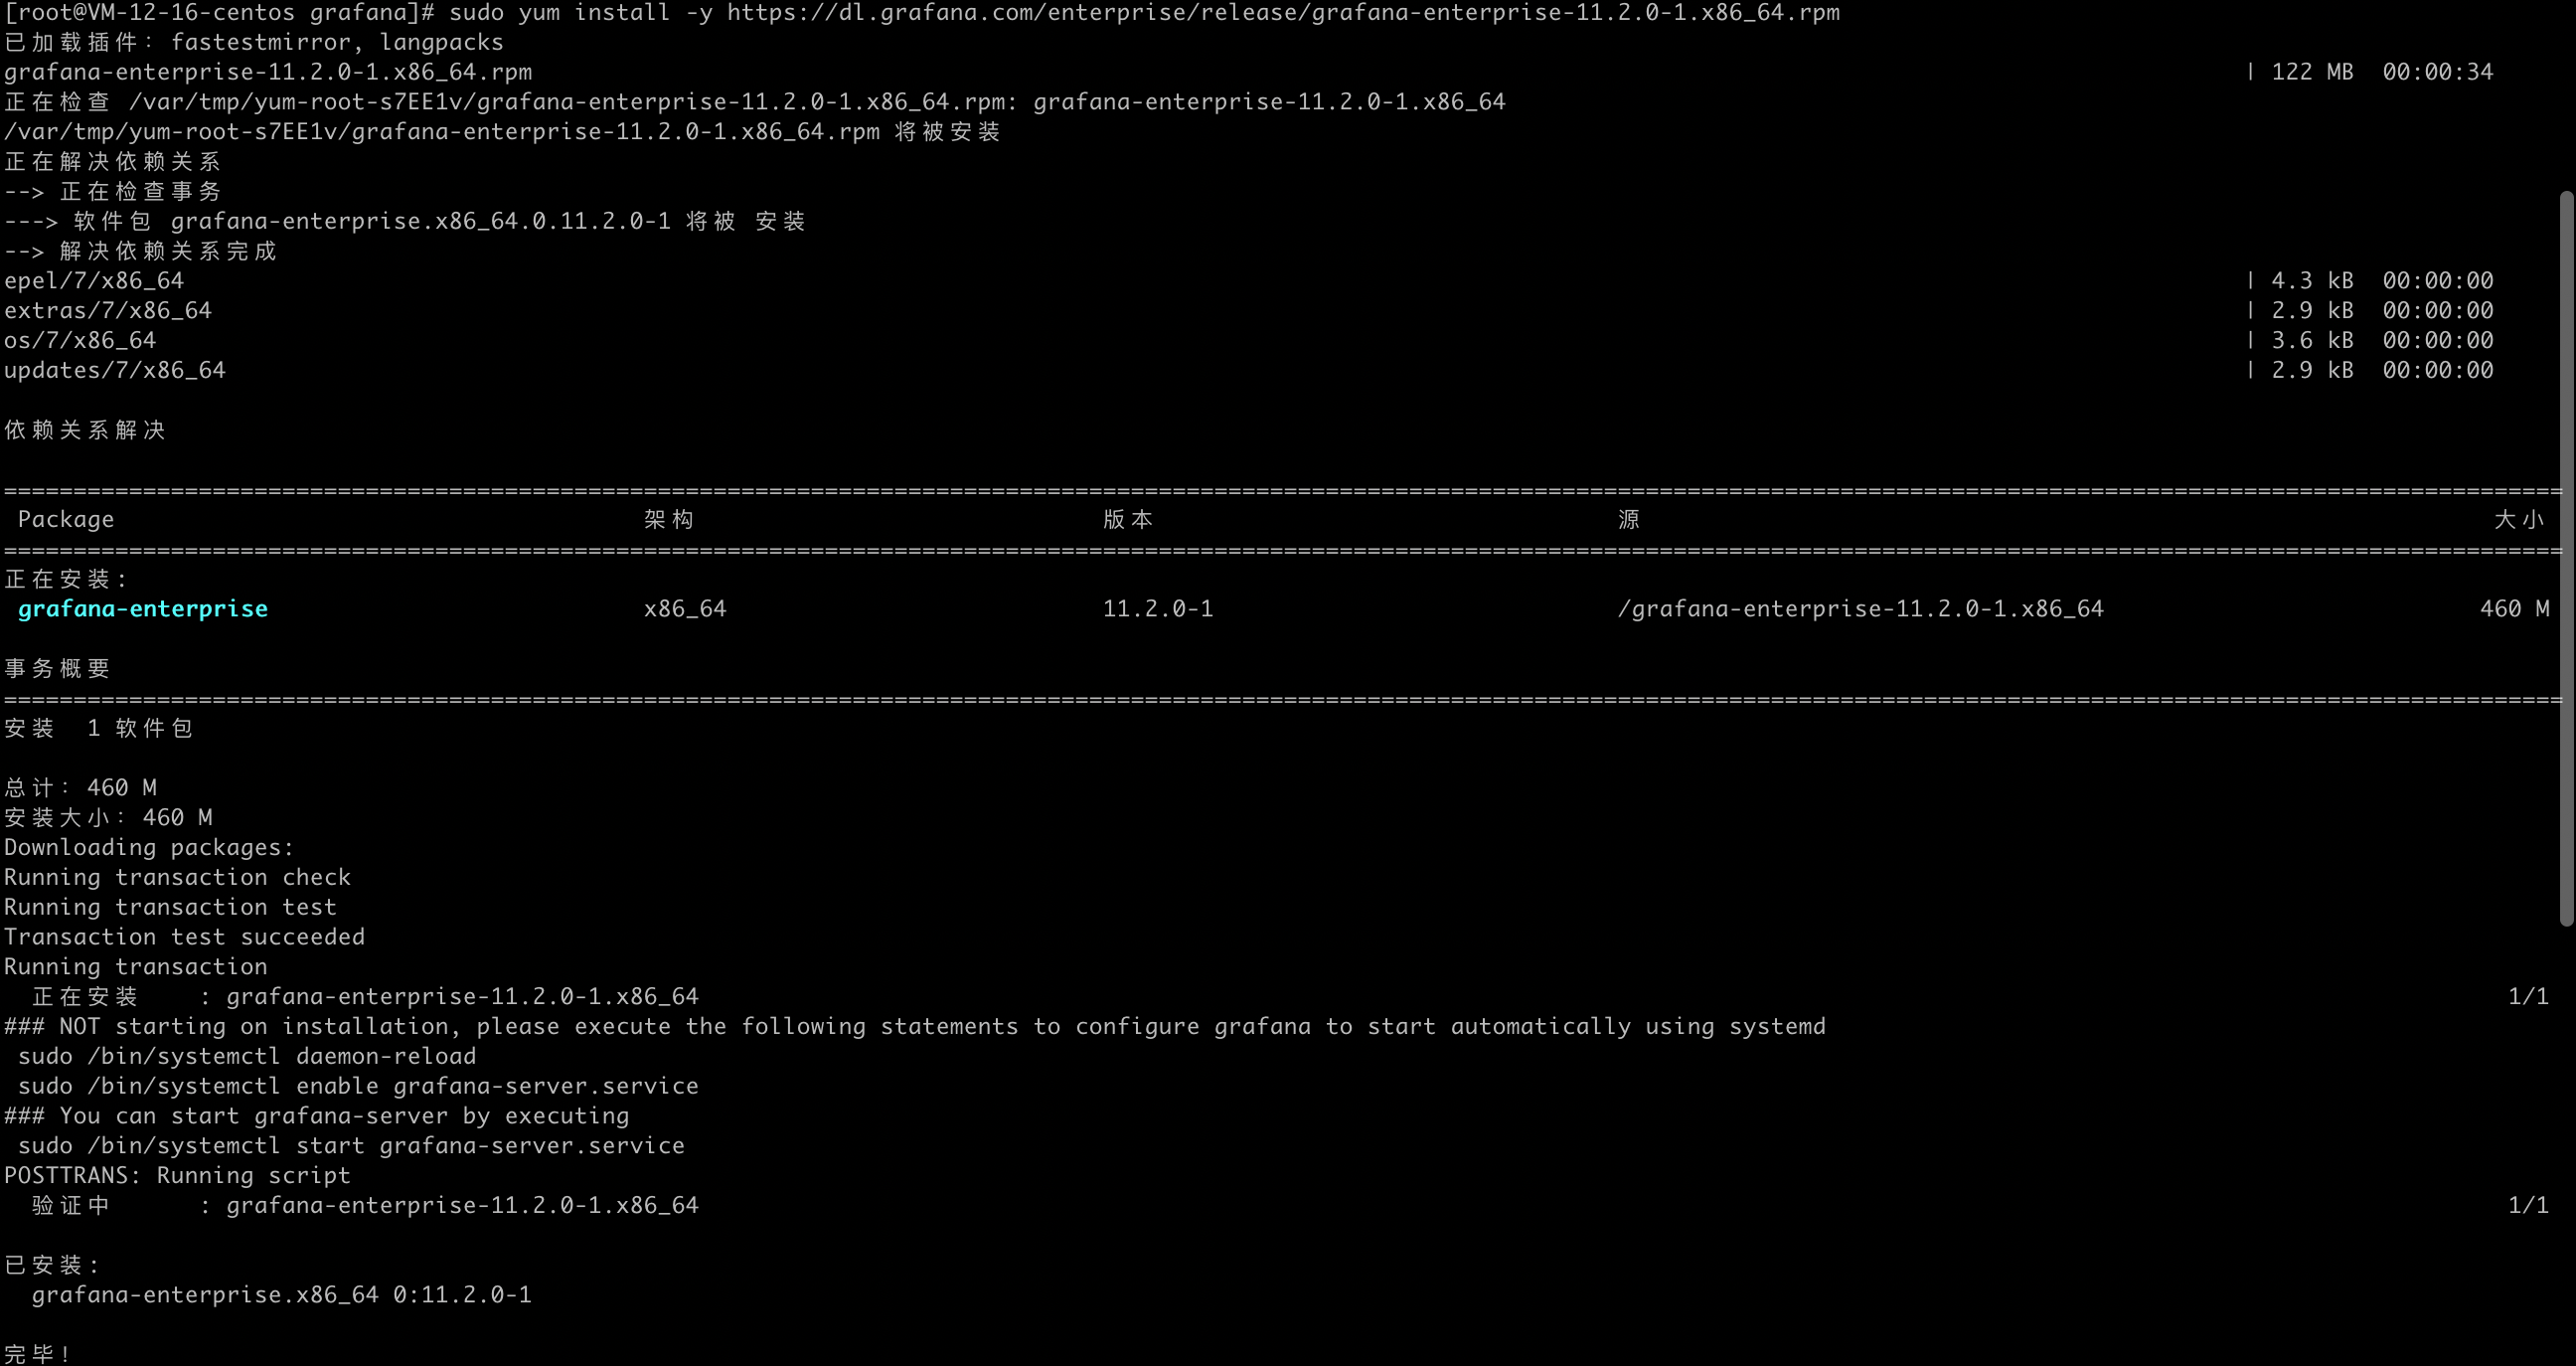 [root@VM-12-16-centos grafana]# sudo yum install -y https://dl.grafana.com/enterprise/release/grafana-enterprise-11.2.0-1.x86_64.rpm
已加载插件：fastestmirror, langpacks
grafana-enterprise-11.2.0-1.x86_64.rpm | 122 MB 00:00:34
正在检查 /var/tmp/yum-root-s7EE1v/grafana-enterprise-11.2.0-1.x86_64.rpm: grafana-enterprise-11.2.0-1.x86_64
/var/tmp/yum-root-s7EE1v/grafana-enterprise-11.2.0-1.x86_64.rpm 将被安装
正在解决依赖关系
--> 正在检查事务
---> 软件包 grafana-enterprise.x86_64.0.11.2.0-1 将被 安装
--> 解决依赖关系完成
epel/7/x86_64 | 4.3 kB 00:00:00
extras/7/x86_64 | 2.9 kB 00:00:00
os/7/x86_64 | 3.6 kB 00:00:00
updates/7/x86_64 | 2.9 kB 00:00:00
依赖关系解决
Package 架构 版本 源 大小
正在安装:
grafana-enterprise x86_64 11.2.0-1 /grafana-enterprise-11.2.0-1.x86_64 460 M
事务概要
安装 1 软件包
总计：460 M
安装大小：460 M
Downloading packages:
Running transaction check
Running transaction test
Transaction test succeeded
Running transaction
正在安装 : grafana-enterprise-11.2.0-1.x86_64 1/1
### NOT starting on installation, please execute the following statements to configure grafana to start automatically using systemd
sudo /bin/systemctl daemon-reload
sudo /bin/systemctl enable grafana-server.service
### You can start grafana-server by executing
sudo /bin/systemctl start grafana-server.service
POSTTRANS: Running script
验证中 : grafana-enterprise-11.2.0-1.x86_64 1/1
已安装:
grafana-enterprise.x86_64 0:11.2.0-1
完毕！